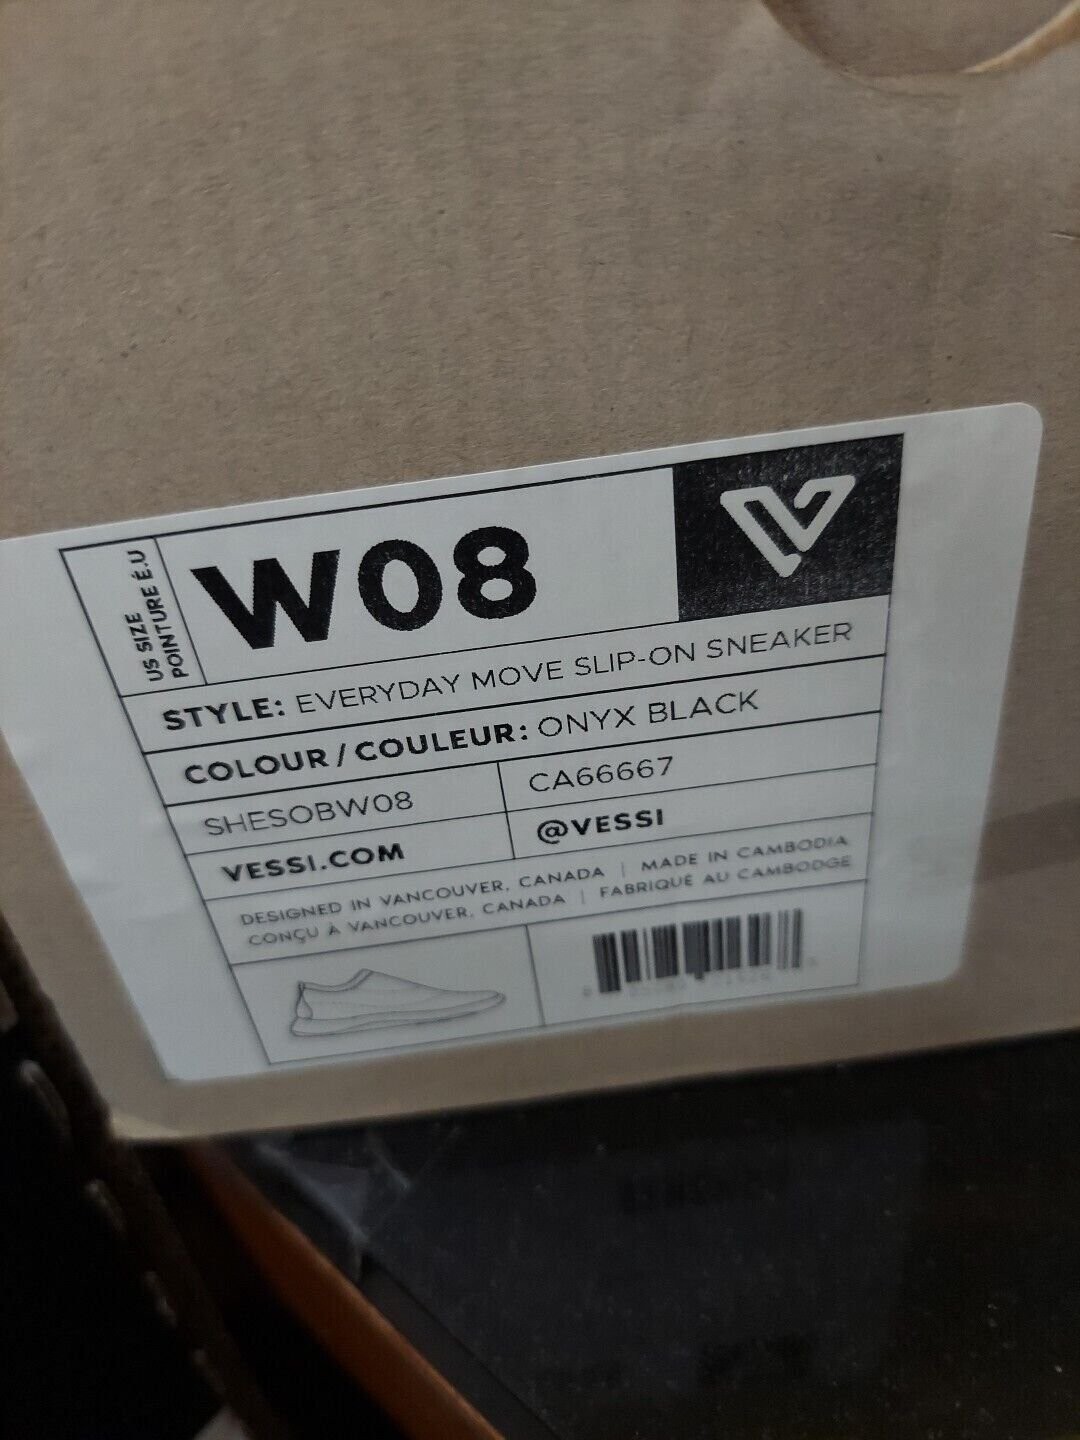 US SIZE
POINTURE É.U
W08
STYLE: EVERYDAY MOVE SLIP-ON SNEAKER
COLOUR / COULEUR: ONYX BLACK
SHESOBW08
CA66667
VESSI.COM
@VESSI
DESIGNED IN VANCOUVER, CANADA | MADE IN CAMBODIA
CONÇU À VANCOUVER, CANADA | FABRIQUÉ AU CAMBODGE